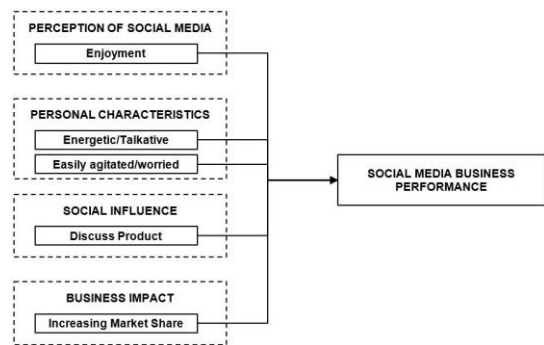 PERCEPTION OF SOCIAL MEDIA
Enjoyment
PERSONAL CHARACTERISTICS
Energetic/Talkative
Easily agitated/worried
SOCIAL INFLUENCE
Discuss Product
BUSINESS IMPACT
Increasing Market Share
SOCIAL MEDIA BUSINESS
PERFORMANCE